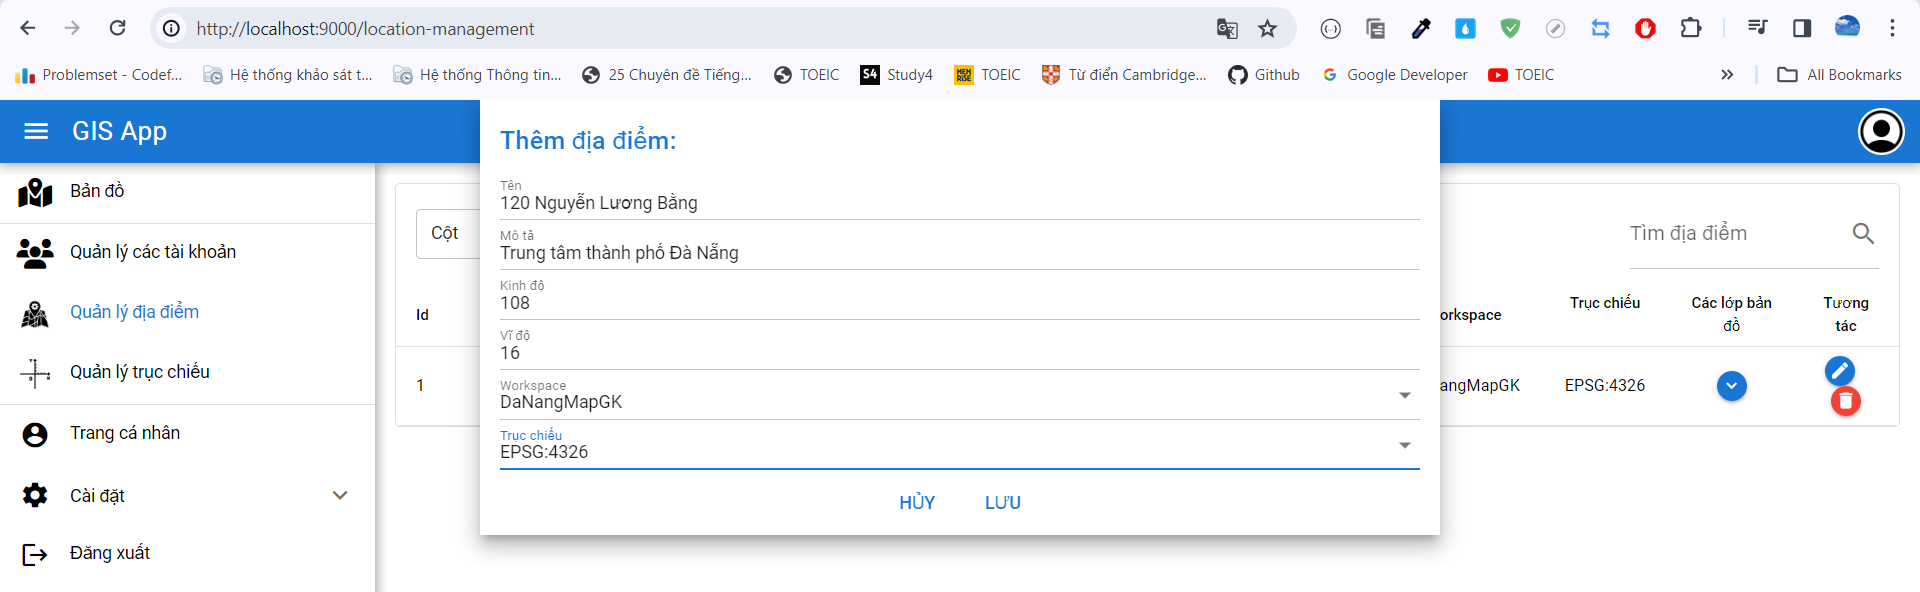 http://localhost:9000/location-management
Problemset - Codef...
Hệ thống khảo sát t...
Hệ thống Thông tin...
25 Chuyên đề Tiếng...
TOEIC
S4 Study4
MEM RISE TOEIC
Từ điển Cambridge...
Github
G Google Developer
TOEIC
All Bookmarks
GIS App
Bản đồ
Quản lý các tài khoản
Quản lý địa điểm
Quản lý trục chiếu
Trang cá nhân
Cài đặt
Đăng xuất
Thêm địa điểm:
Tên
120 Nguyễn Lương Bằng
Mô tả
Trung tâm thành phố Đà Nẵng
Kinh độ
108
Vĩ độ
16
Workspace
DaNangMapGK
Trục chiếu
EPSG:4326
HỦY
LƯU
Cột
Tìm địa điểm
Id
orkspace
Trục chiếu
Các lớp bản
đồ
Tương
tác
1
angMapGK
EPSG:4326